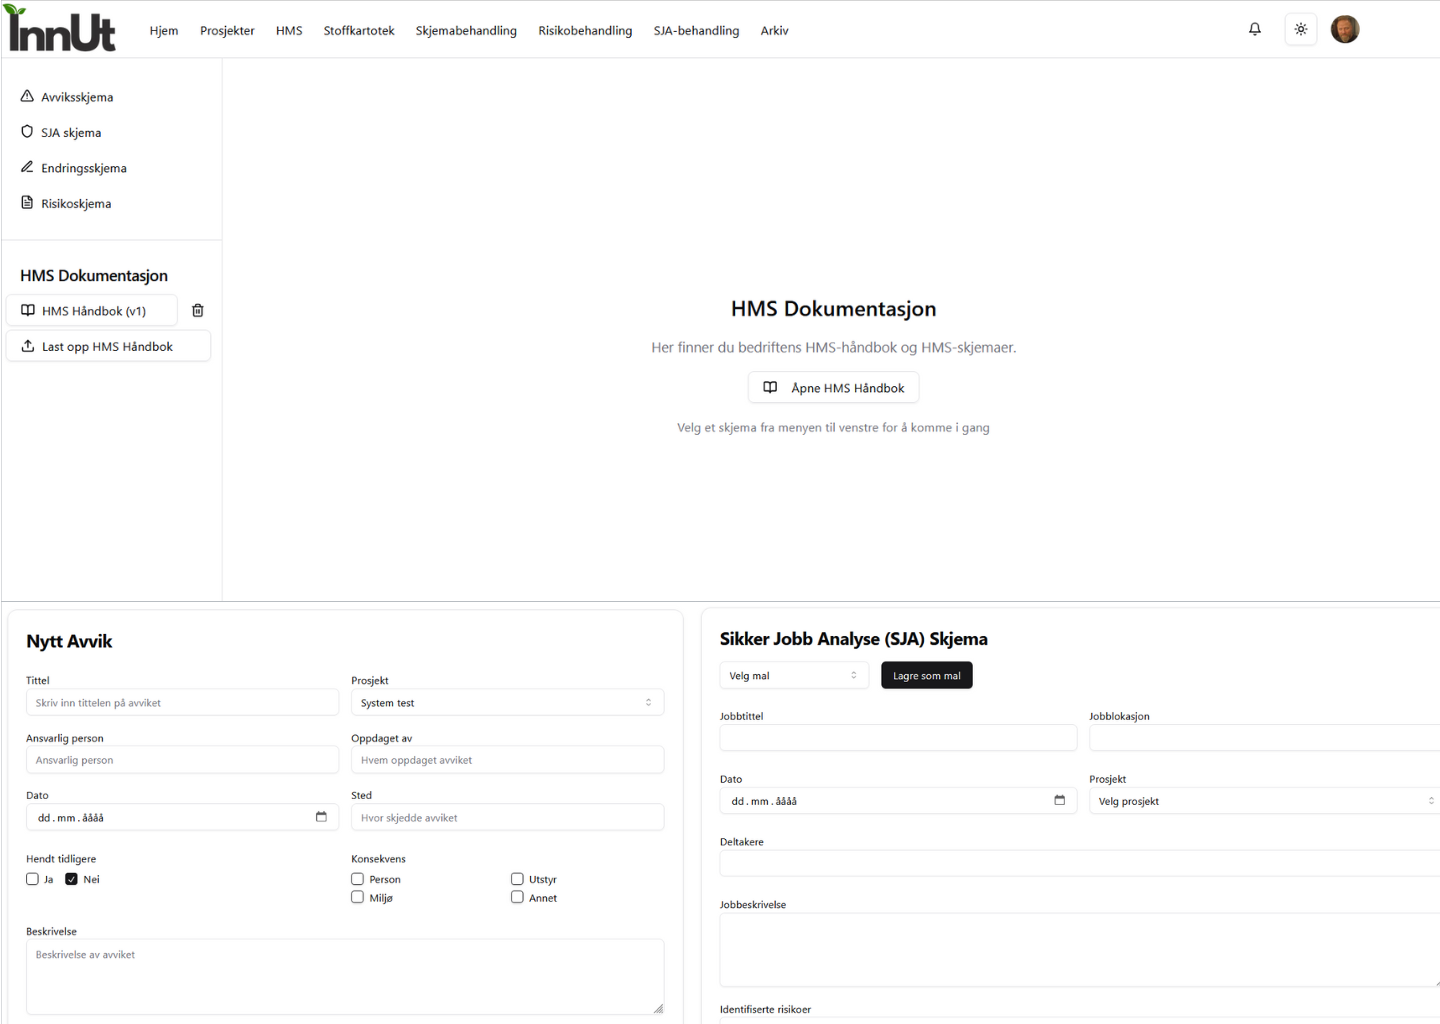 InnUt
Hjem Prosjekter HMS Stoffkartotek Skjemabehandling Risikobehandling SJA-behandling Arkiv
Avviksskjema
SJA skjema
Endringsskjema
Risikoskjema
HMS Dokumentasjon
HMS Håndbok (v1)
Last opp HMS Håndbok
HMS Dokumentasjon
Her finner du bedriftens HMS-håndbok og HMS-skjemaer.
Åpne HMS Håndbok
Velg et skjema fra menyen til venstre for å komme i gang
Nytt Avvik
Tittel Prosjekt
Skriv inn tittelen på avviket System test
Ansvarlig person Oppdaget av
Ansvarlig person Hvem oppdaget avviket
Dato Sted
dd.mm.åååå Hvor skjedde avviket
Hendt tidligere Konsekvens
Ja Nei Person Utstyr
Miljø Annet
Beskrivelse
Beskrivelse av avviket
Sikker Jobb Analyse (SJA) Skjema
Velg mal Lagre som mal
Jobbtittel Jobblokasjon
Dato Prosjekt
dd.mm.åååå Velg prosjekt
Deltakere
Jobbeskrivelse
Identifiserte risikoer